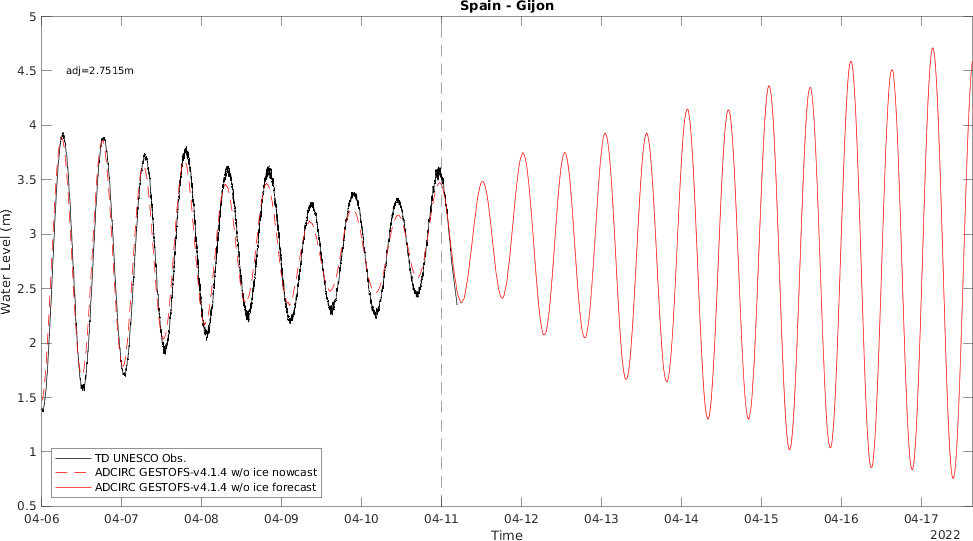 Spain - Gijon
5
4.5
4
3.5
3
2.5
2
1.5
1
0.5
Water Level (m)
adj=2.7515m
TD UNESCO Obs.
ADCIRC GESTOFS-v4.1.4 w/o ice nowcast
ADCIRC GESTOFS-v4.1.4 w/o ice forecast
04-06 04-07 04-08 04-09 04-10 04-11 04-12 04-13 04-14 04-15 04-16 04-17
2022
Time